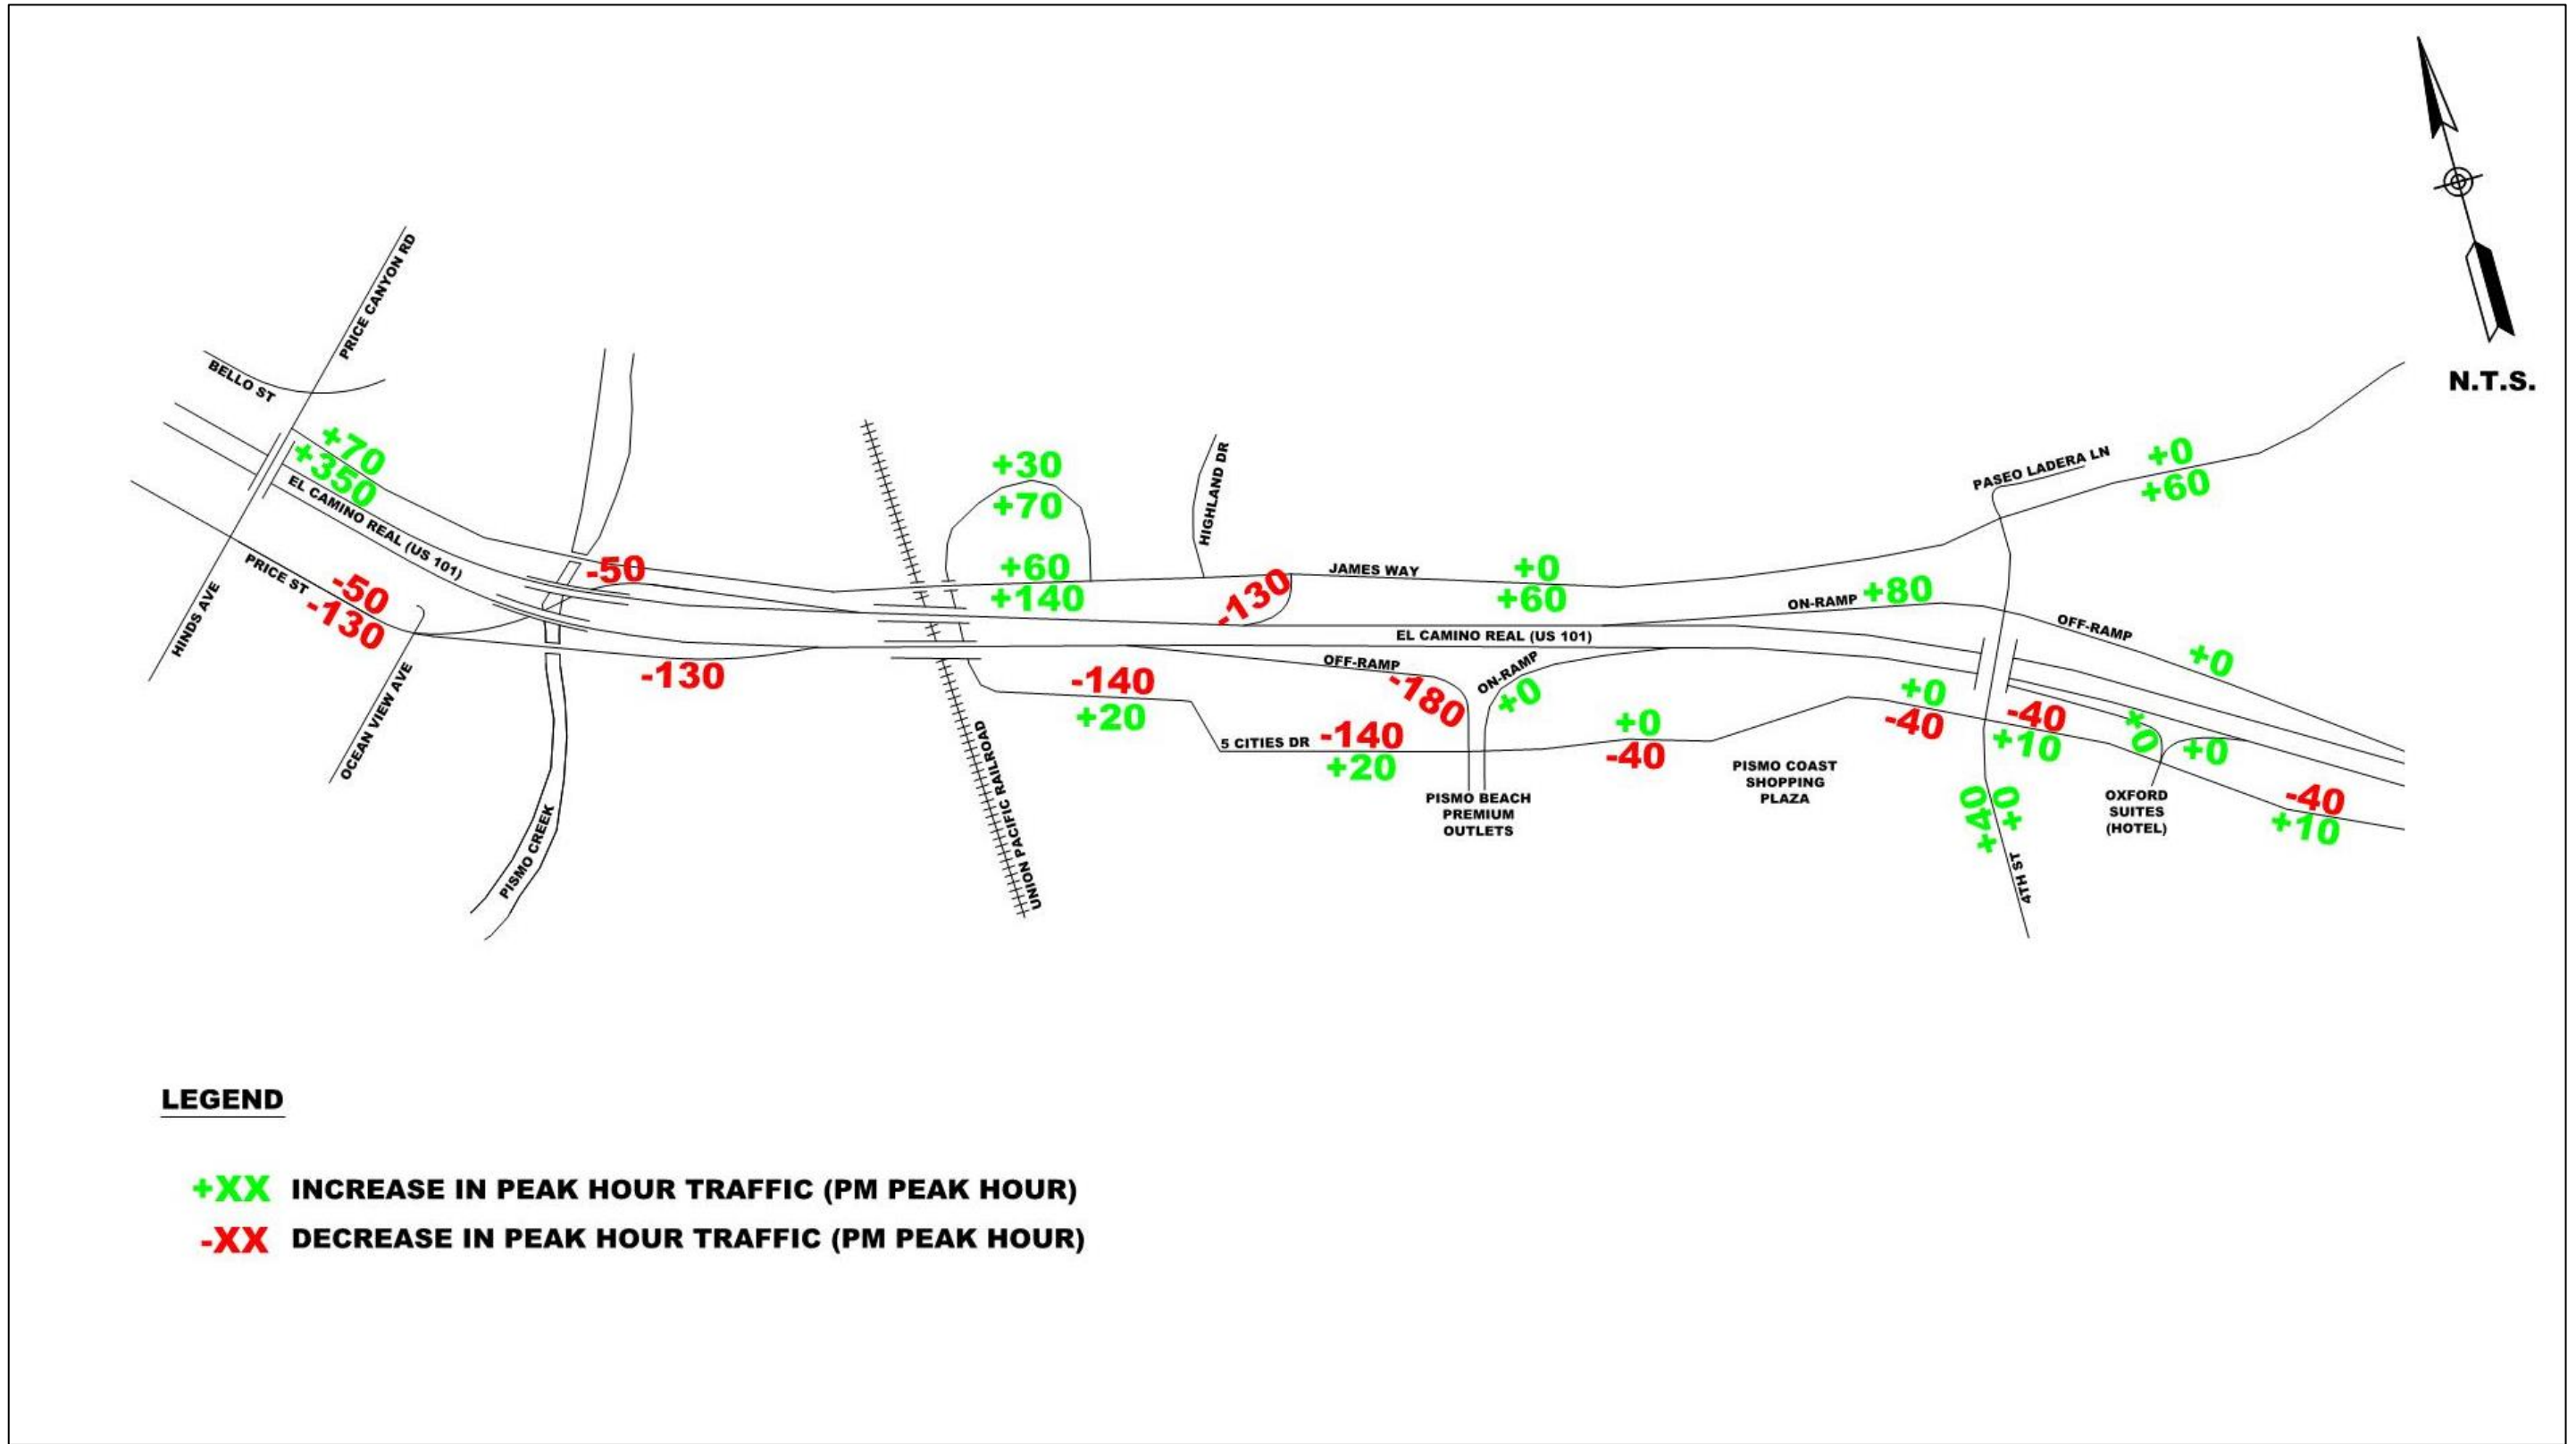 N.T.S.
PRICE CANYON RD
BELLO ST
+70
+350
EL CAMINO REAL (US 101)
PRICE ST
-50
-130
HINDS AVE
OCEAN VIEW AVE
-50
-130
PISMO CREEK
UNION PACIFIC RAILROAD
+30
+70
+60
+140
HIGHLAND DR
-130
JAMES WAY
+0
+60
PASEO LADERA LN
+0
+60
ON-RAMP +80
OFF-RAMP
+0
EL CAMINO REAL (US 101)
OFF-RAMP
-180
ON-RAMP
+0
-140
+20
5 CITIES DR
-140
+20
+0
-40
PISMO BEACH
PREMIUM
OUTLETS
PISMO COAST
SHOPPING
PLAZA
+0
-40
-40
+10
+0
+0
+40
+0
4TH ST
OXFORD
SUITES
(HOTEL)
-40
+10
LEGEND
+XX INCREASE IN PEAK HOUR TRAFFIC (PM PEAK HOUR)
-XX DECREASE IN PEAK HOUR TRAFFIC (PM PEAK HOUR)